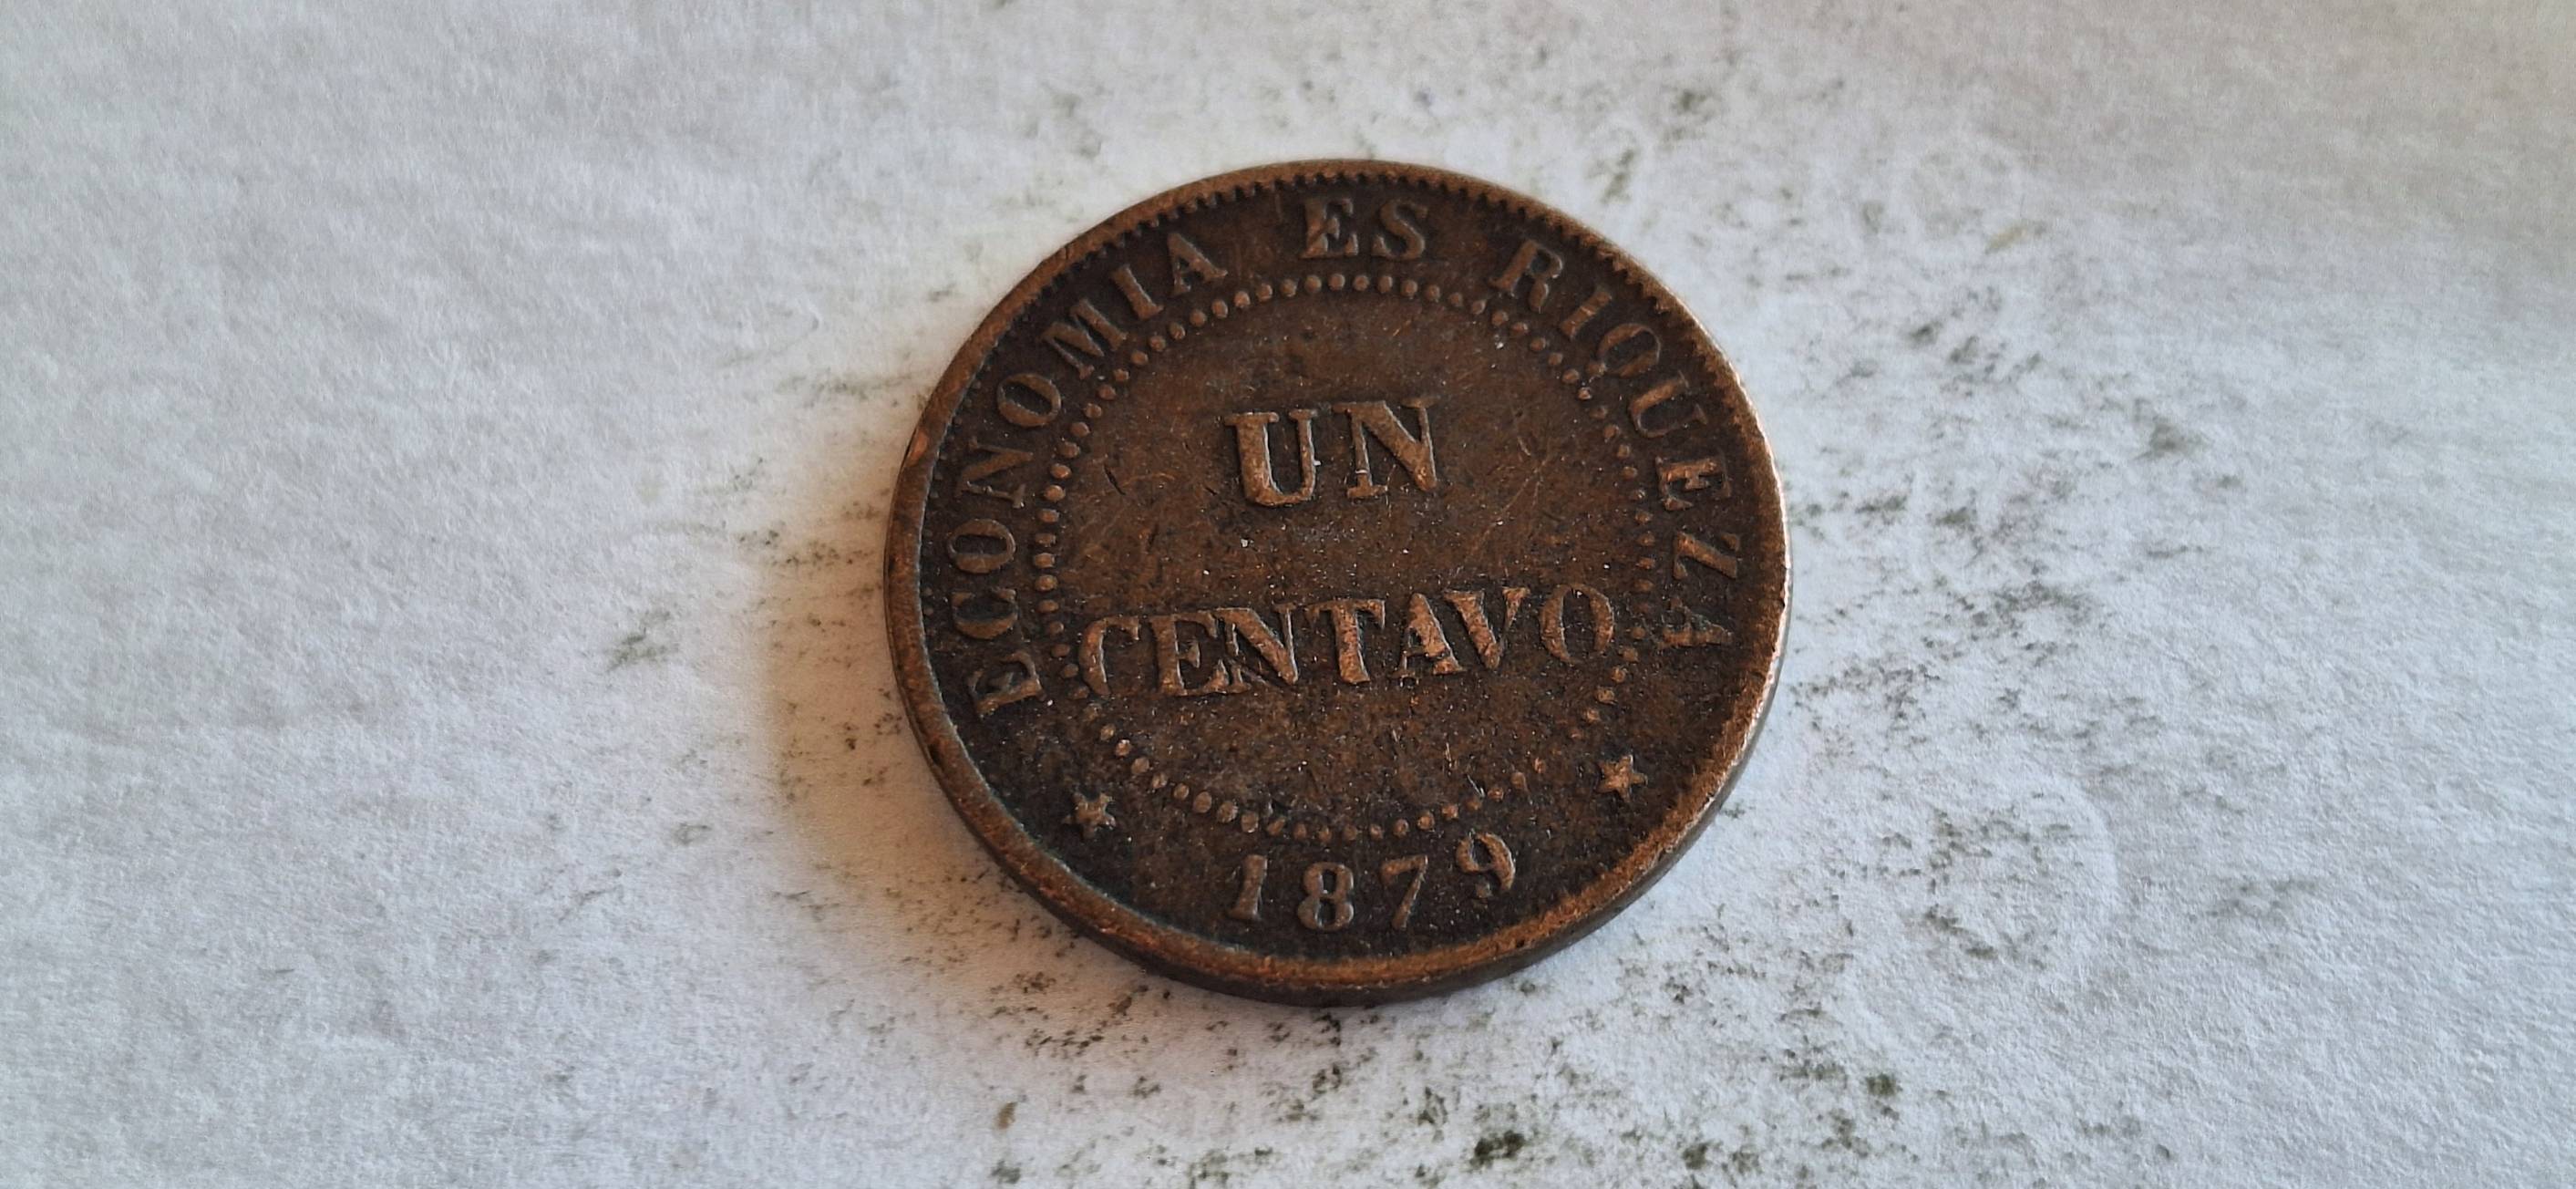 ECONOMIA ES RIQUEZA
UN
CENTAVO
1879